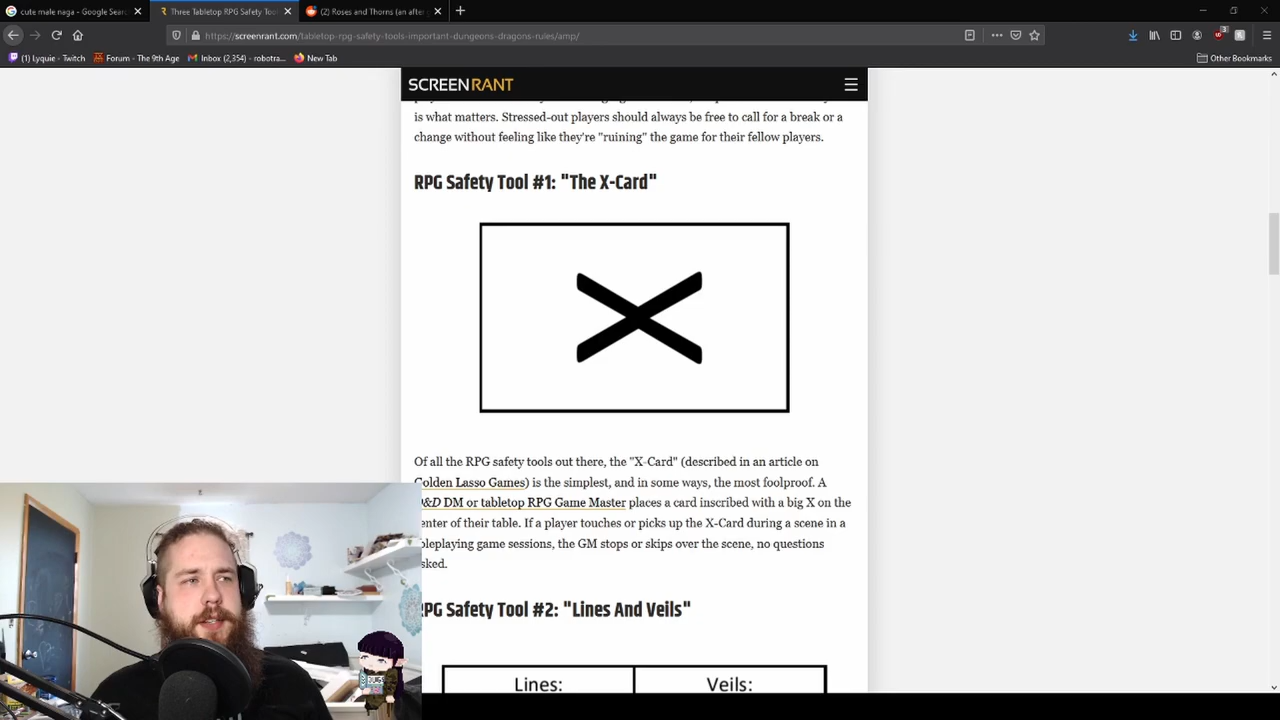 cute male naga - Google Sear
Three Tabletop RPG Safety Tool
(2) Roses and Thorns (an after
https://screenrant.com/tabletop-rpg-safety-tools-important-dungeons-dragons-rules/amp/
(1) Lyquie - Twitch
Forum - The 9th Age
Inbox (2,354) - robotra...
New Tab
Other Bookmarks
SCREENRANT
is what matters. Stressed-out players should always be free to call for a break or a
change without feeling like they're "ruining" the game for their fellow players.
RPG Safety Tool #1: "The X-Card"
Of all the RPG safety tools out there, the "X-Card" (described in an article on
Golden Lasso Games) is the simplest, and in some ways, the most foolproof. A
D&D DM or tabletop RPG Game Master places a card inscribed with a big X on the
enter of their table. If a player touches or picks up the X-Card during a scene in a
oleplaying game sessions, the GM stops or skips over the scene, no questions
sked.
RPG Safety Tool #2: "Lines And Veils"
Lines:
Veils: